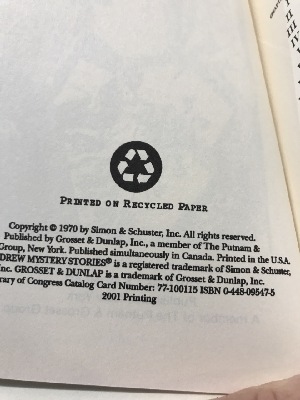 PRINTED ON RECYCLED PAPER
Copyright © 1970 by Simon & Schuster, Inc. All rights reserved.
Published by Grosset & Dunlap, Inc., a member of The Putnam &
Group, New York. Published simultaneously in Canada. Printed in the U.S.A.
DREW MYSTERY STORIES® is a registered trademark of Simon & Schuster,
Inc. GROSSET & DUNLAP is a trademark of Grosset & Dunlap, Inc.
rary of Congress Catalog Card Number: 77-100115 ISBN 0-448-09547-5
2001 Printing
I
II
III
IV